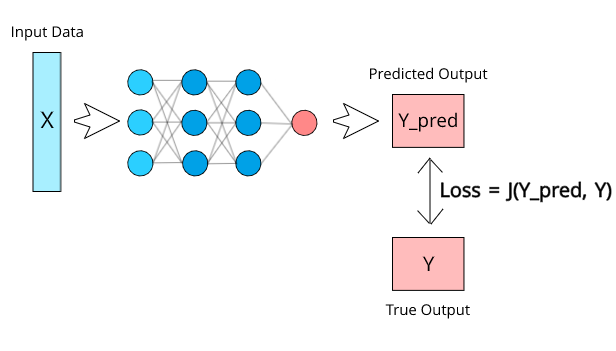 Input Data
X
Predicted Output
Y_pred
Loss = J(Y_pred, Y)
Y
True Output